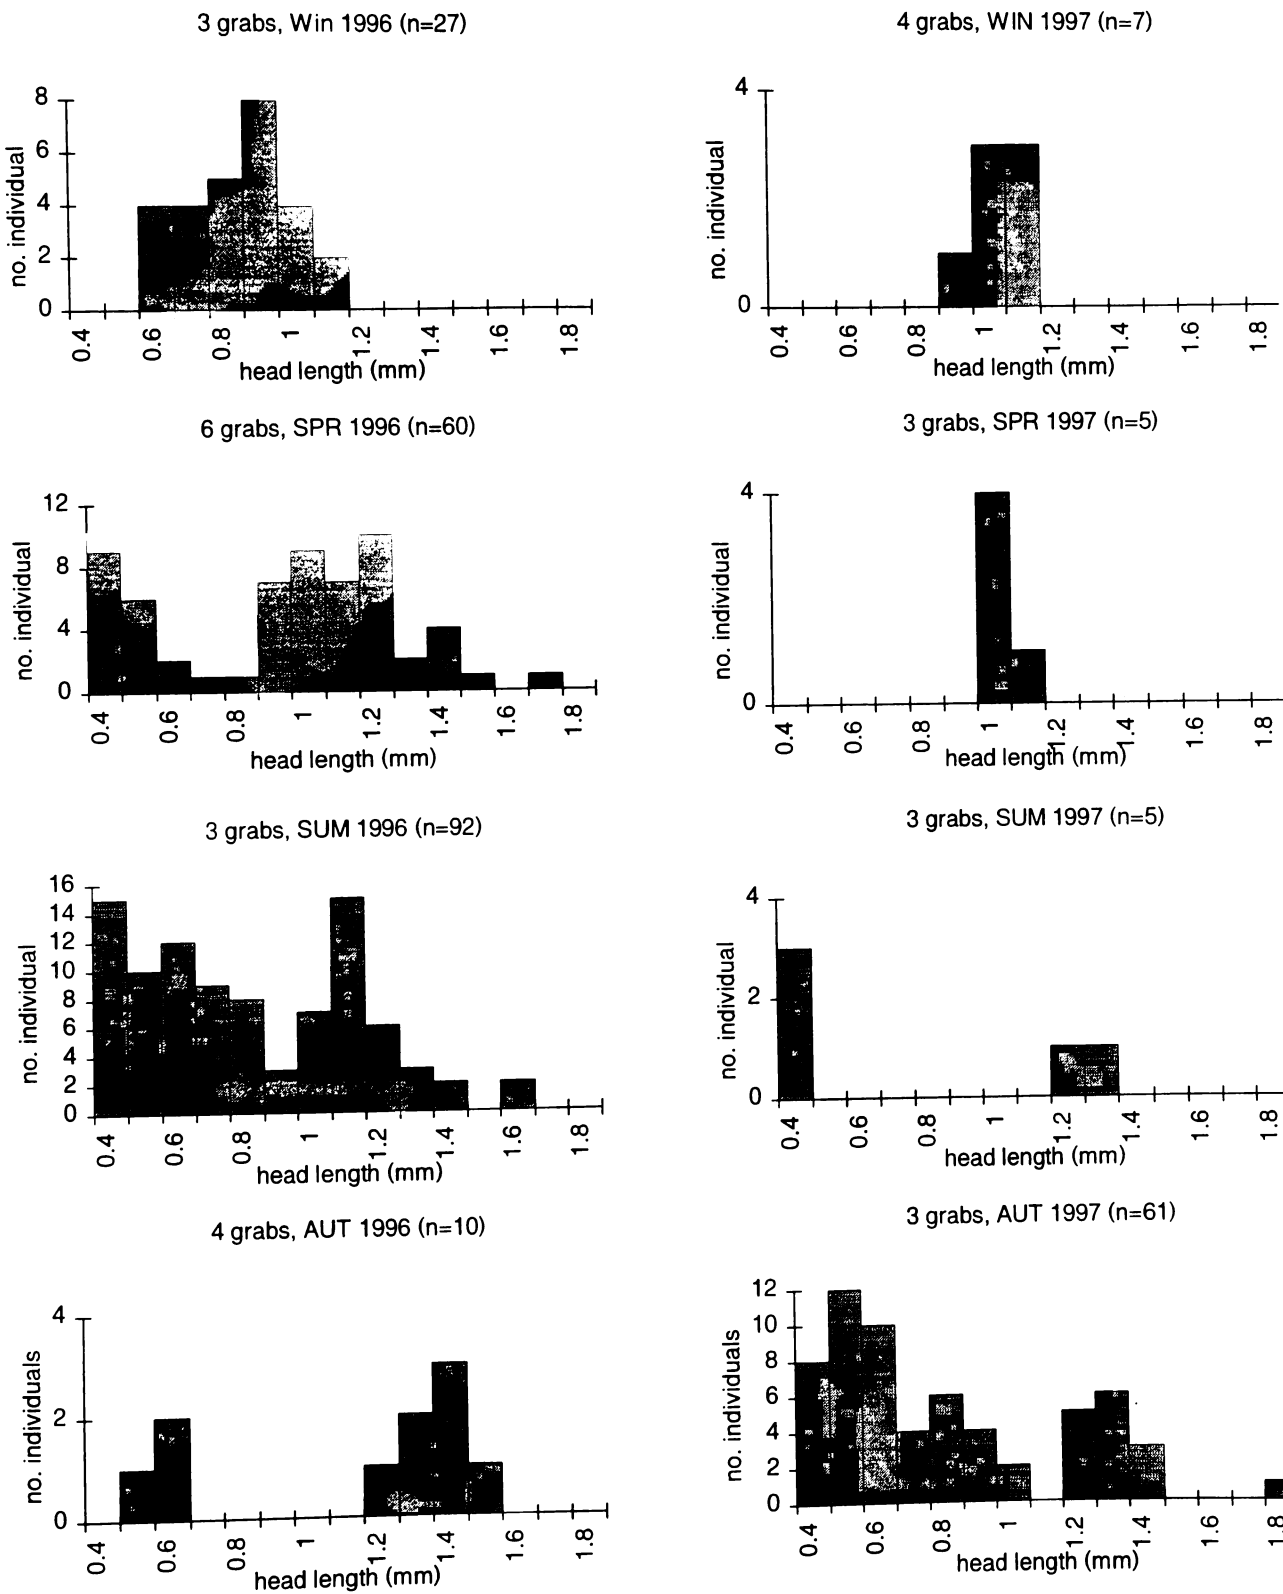 3 grabs, Win 1996 (n=27)
no. individual
8
6
4
2
0
0.4 0.6 0.8 1 1.2 1.4 1.6 1.8
head length (mm)
4 grabs, WIN 1997 (n=7)
no. individual
4
0
0.4 0.6 0.8 1 1.2 1.4 1.6 1.8
head length (mm)
6 grabs, SPR 1996 (n=60)
no. individual
12
8
4
0
0.4 0.6 0.8 1 1.2 1.4 1.6 1.8
head length (mm)
3 grabs, SPR 1997 (n=5)
no. individual
4
0
0.4 0.6 0.8 1 1.2 1.4 1.6 1.8
head length (mm)
3 grabs, SUM 1996 (n=92)
no. individual
16
14
12
10
8
6
4
2
0
0.4 0.6 0.8 1 1.2 1.4 1.6 1.8
head length (mm)
3 grabs, SUM 1997 (n=5)
no. individual
4
2
0
0.4 0.6 0.8 1 1.2 1.4 1.6 1.8
head length (mm)
4 grabs, AUT 1996 (n=10)
no. individuals
4
2
0
0.4 0.6 0.8 1 1.2 1.4 1.6 1.8
head length (mm)
3 grabs, AUT 1997 (n=61)
no. individuals
12
10
8
6
4
2
0
0.4 0.6 0.8 1 1.2 1.4 1.6 1.8
head length (mm)